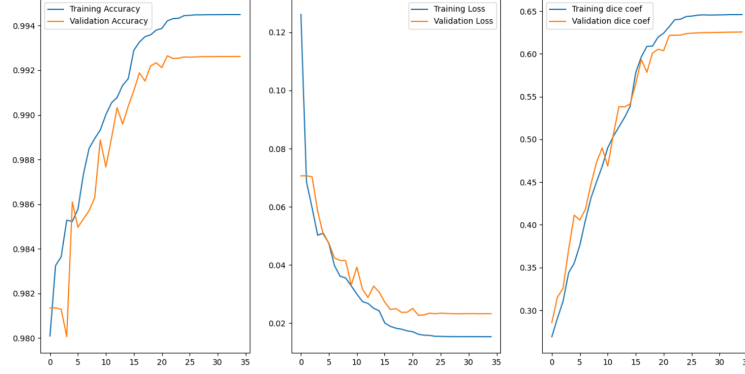 Training Accuracy
Validation Accuracy
0.994
0.992
0.990
0.988
0.986
0.984
0.982
0.980
0 5 10 15 20 25 30 35
Training Loss
Validation Loss
0.12
0.10
0.08
0.06
0.04
0.02
0 5 10 15 20 25 30 35
Training dice coef
Validation dice coef
0.65
0.60
0.55
0.50
0.45
0.40
0.35
0.30
0 5 10 15 20 25 30 35